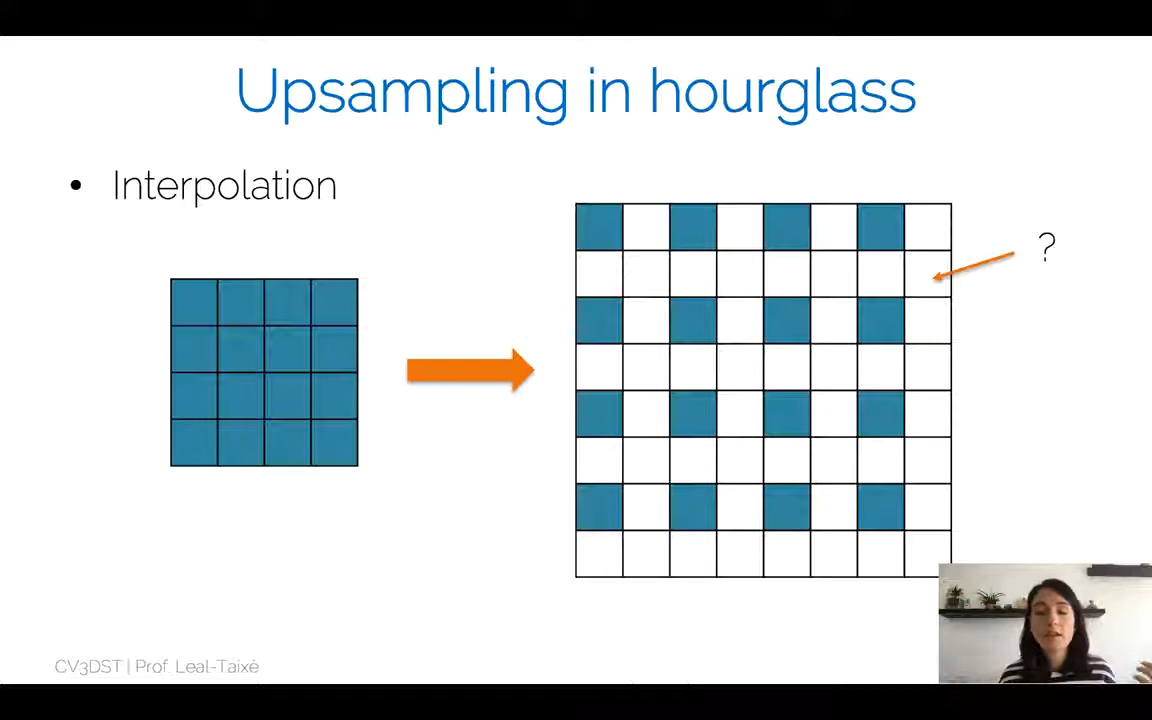 Upsampling in hourglass
• Interpolation
?
CV3DST | Prof. Leal-Taixé